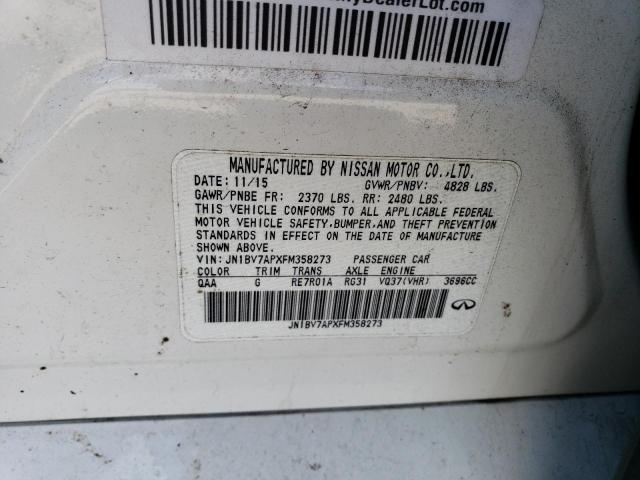 DealerLot.com
MANUFACTURED BY NISSAN MOTOR CO.,LTD.
DATE: 11/15 GVWR/PNBV: 4828 LBS.
GAWR/PNBE FR: 2370 LBS. RR: 2480 LBS.
THIS VEHICLE CONFORMS TO ALL APPLICABLE FEDERAL
MOTOR VEHICLE SAFETY,BUMPER,AND THEFT PREVENTION
STANDARDS IN EFFECT ON THE DATE OF MANUFACTURE
SHOWN ABOVE.
VIN: JN1BV7APXFM358273 PASSENGER CAR
COLOR TRIM TRANS AXLE ENGINE
QAA G RE7R01A RG31 VQ37(VHR) 3696CC
JN1BV7APXFM358273